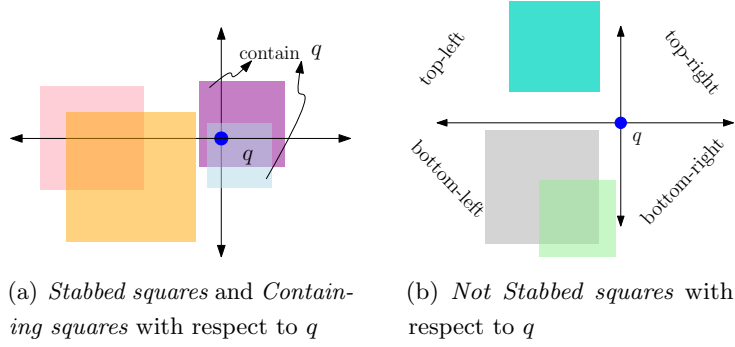 contain q
q
top-left
top-right
q
bottom-left
bottom-right
(a) Stabbed squares and Contain-
ing squares with respect to q
(b) Not Stabbed squares with
respect to q